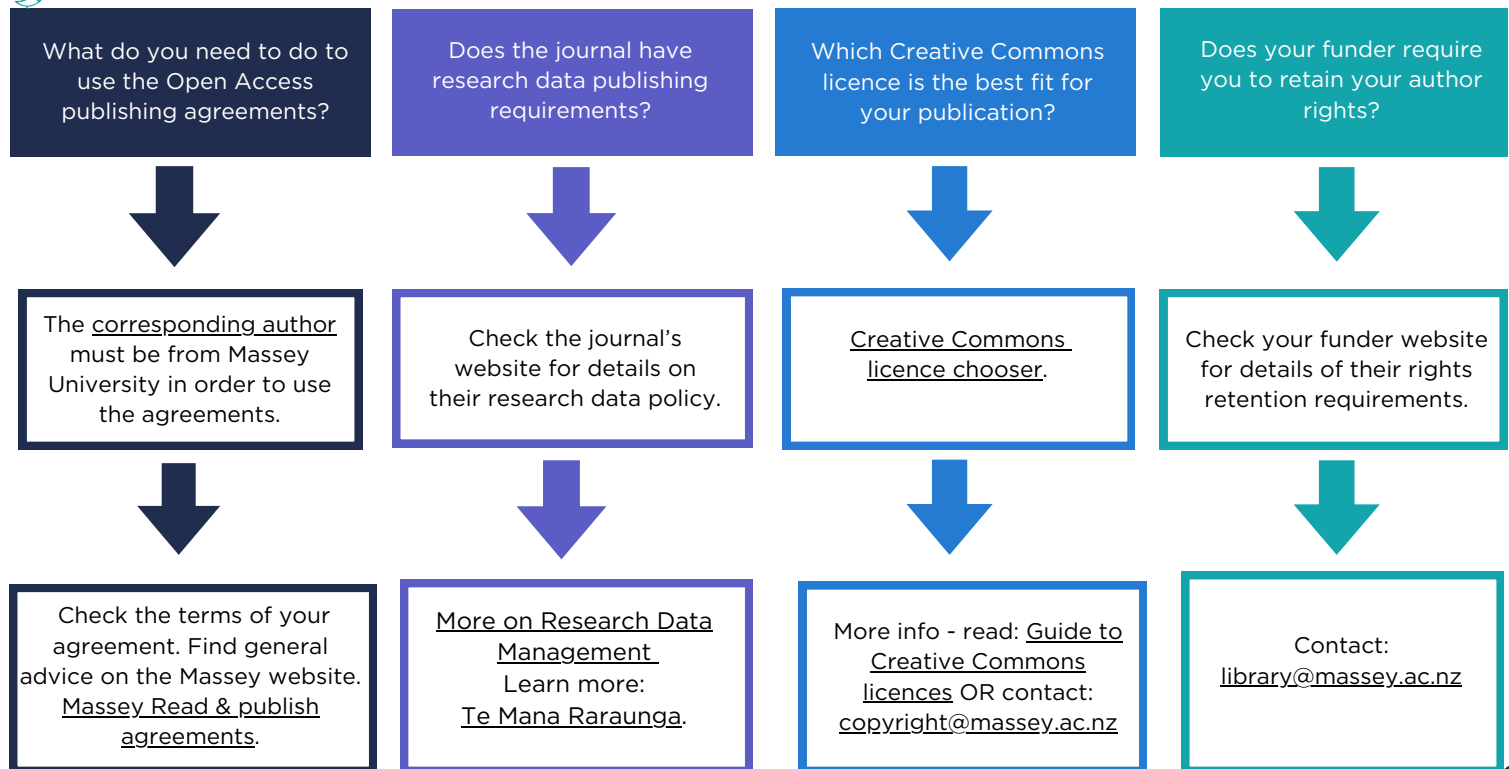 What do you need to do to
use the Open Access
publishing agreements?
Does the journal have
research data publishing
requirements?
Which Creative Commons
licence is the best fit for
your publication?
Does your funder require
you to retain your author
rights?
The corresponding author
must be from Massey
University in order to use
the agreements.
Check the journal's
website for details on
their research data policy.
Creative Commons
licence chooser.
Check your funder website
for details of their rights
retention requirements.
Check the terms of your
agreement. Find general
advice on the Massey website.
Massey Read & publish
agreements.
More on Research Data
Management
Learn more:
Te Mana Raraunga.
More info - read: Guide to
Creative Commons
licences OR contact:
copyright@massey.ac.nz
Contact:
library@massey.ac.nz